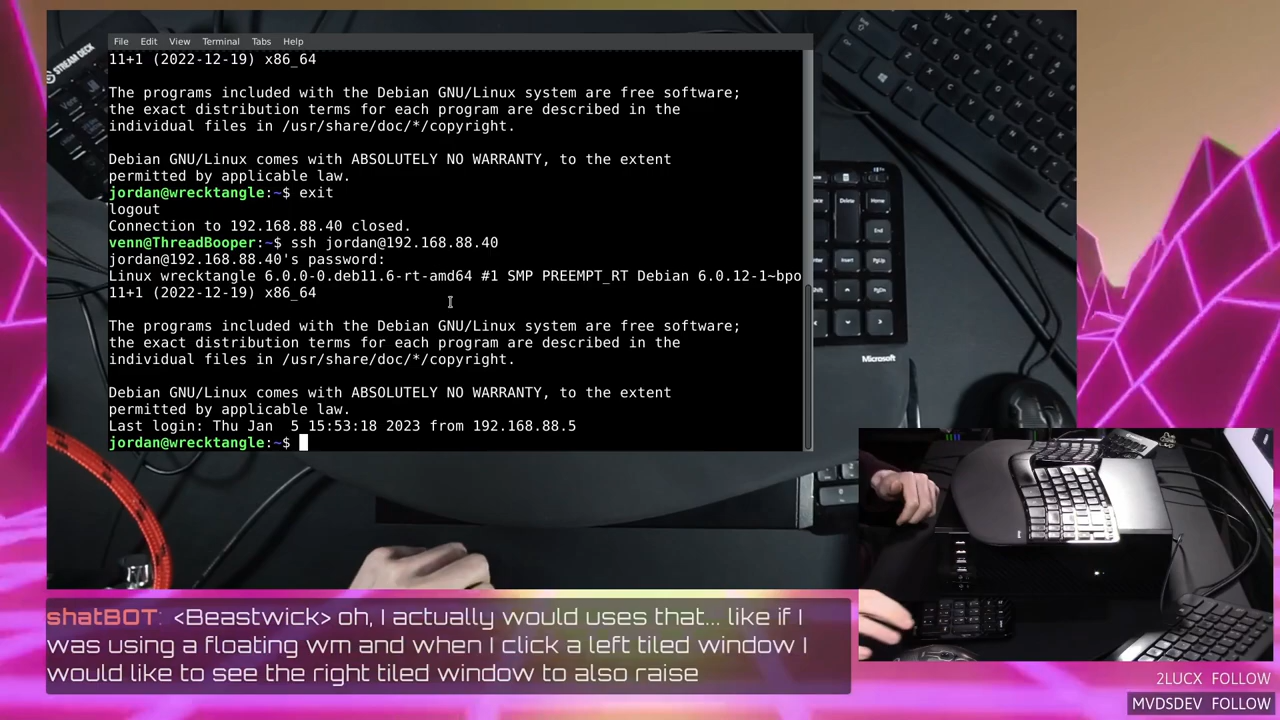 STREAM DECK
File Edit View Terminal Tabs Help
11+1 (2022-12-19) x86_64
The programs included with the Debian GNU/Linux system are free software;
the exact distribution terms for each program are described in the
individual files in /usr/share/doc/*/copyright.
Debian GNU/Linux comes with ABSOLUTELY NO WARRANTY, to the extent
permitted by applicable law.
jordan@wrecktangle:~$ exit
logout
Connection to 192.168.88.40 closed.
venn@ThreadBooper:~$ ssh jordan@192.168.88.40
jordan@192.168.88.40's password:
Linux wrecktangle 6.0.0-0.deb11.6-rt-amd64 #1 SMP PREEMPT_RT Debian 6.0.12-1~bpo
11+1 (2022-12-19) x86_64
The programs included with the Debian GNU/Linux system are free software;
the exact distribution terms for each program are described in the
individual files in /usr/share/doc/*/copyright.
Debian GNU/Linux comes with ABSOLUTELY NO WARRANTY, to the extent
permitted by applicable law.
Last login: Thu Jan  5 15:53:18 2023 from 192.168.88.5
jordan@wrecktangle:~$
Delete
Home
End
Insert
PgUp
PgDn
Microsoft
shatBOT: <Beastwick> oh, I actually would uses that... like if I
was using a floating wm and when I click a left tiled window I
would like to see the right tiled window to also raise
2LUCX FOLLOW
MVDSDEV FOLLOW